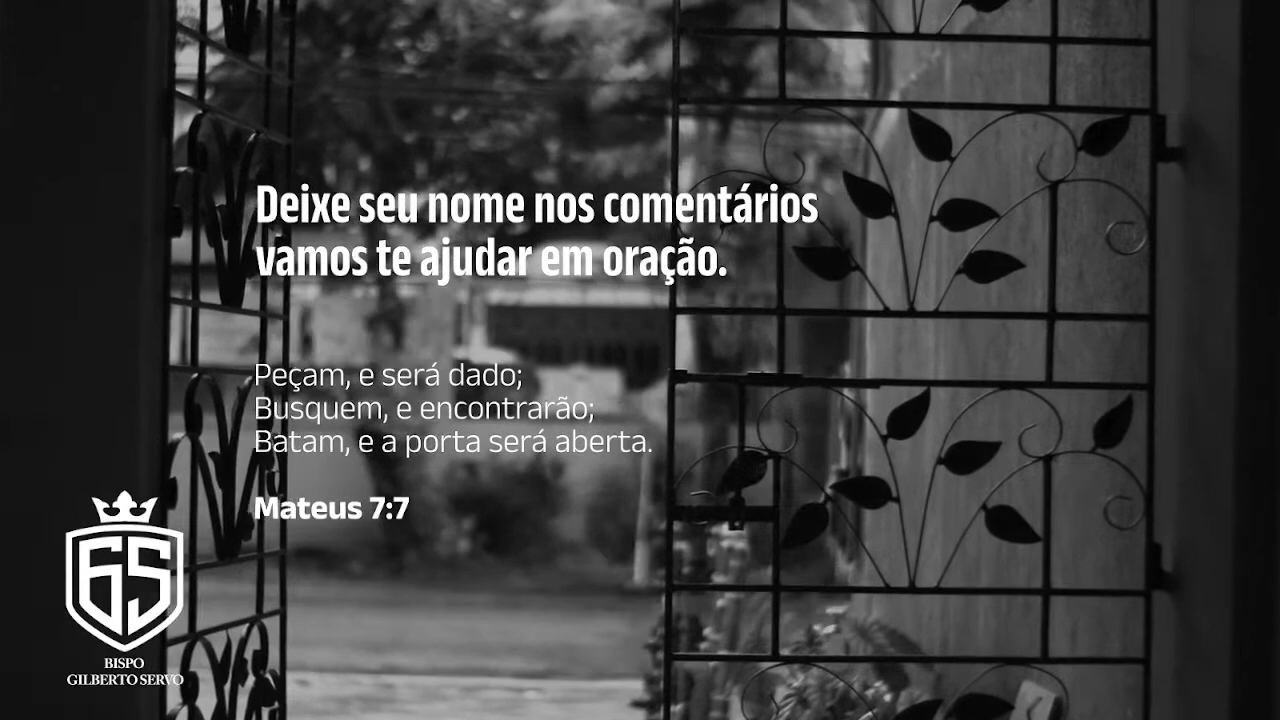 Deixe seu nome nos comentários
vamos te ajudar em oração.
Peçam, e será dado;
Busquem, e encontrarão;
Batam, e a porta será aberta.
Mateus 7:7
GS
BISPO
GILBERTO SERVO